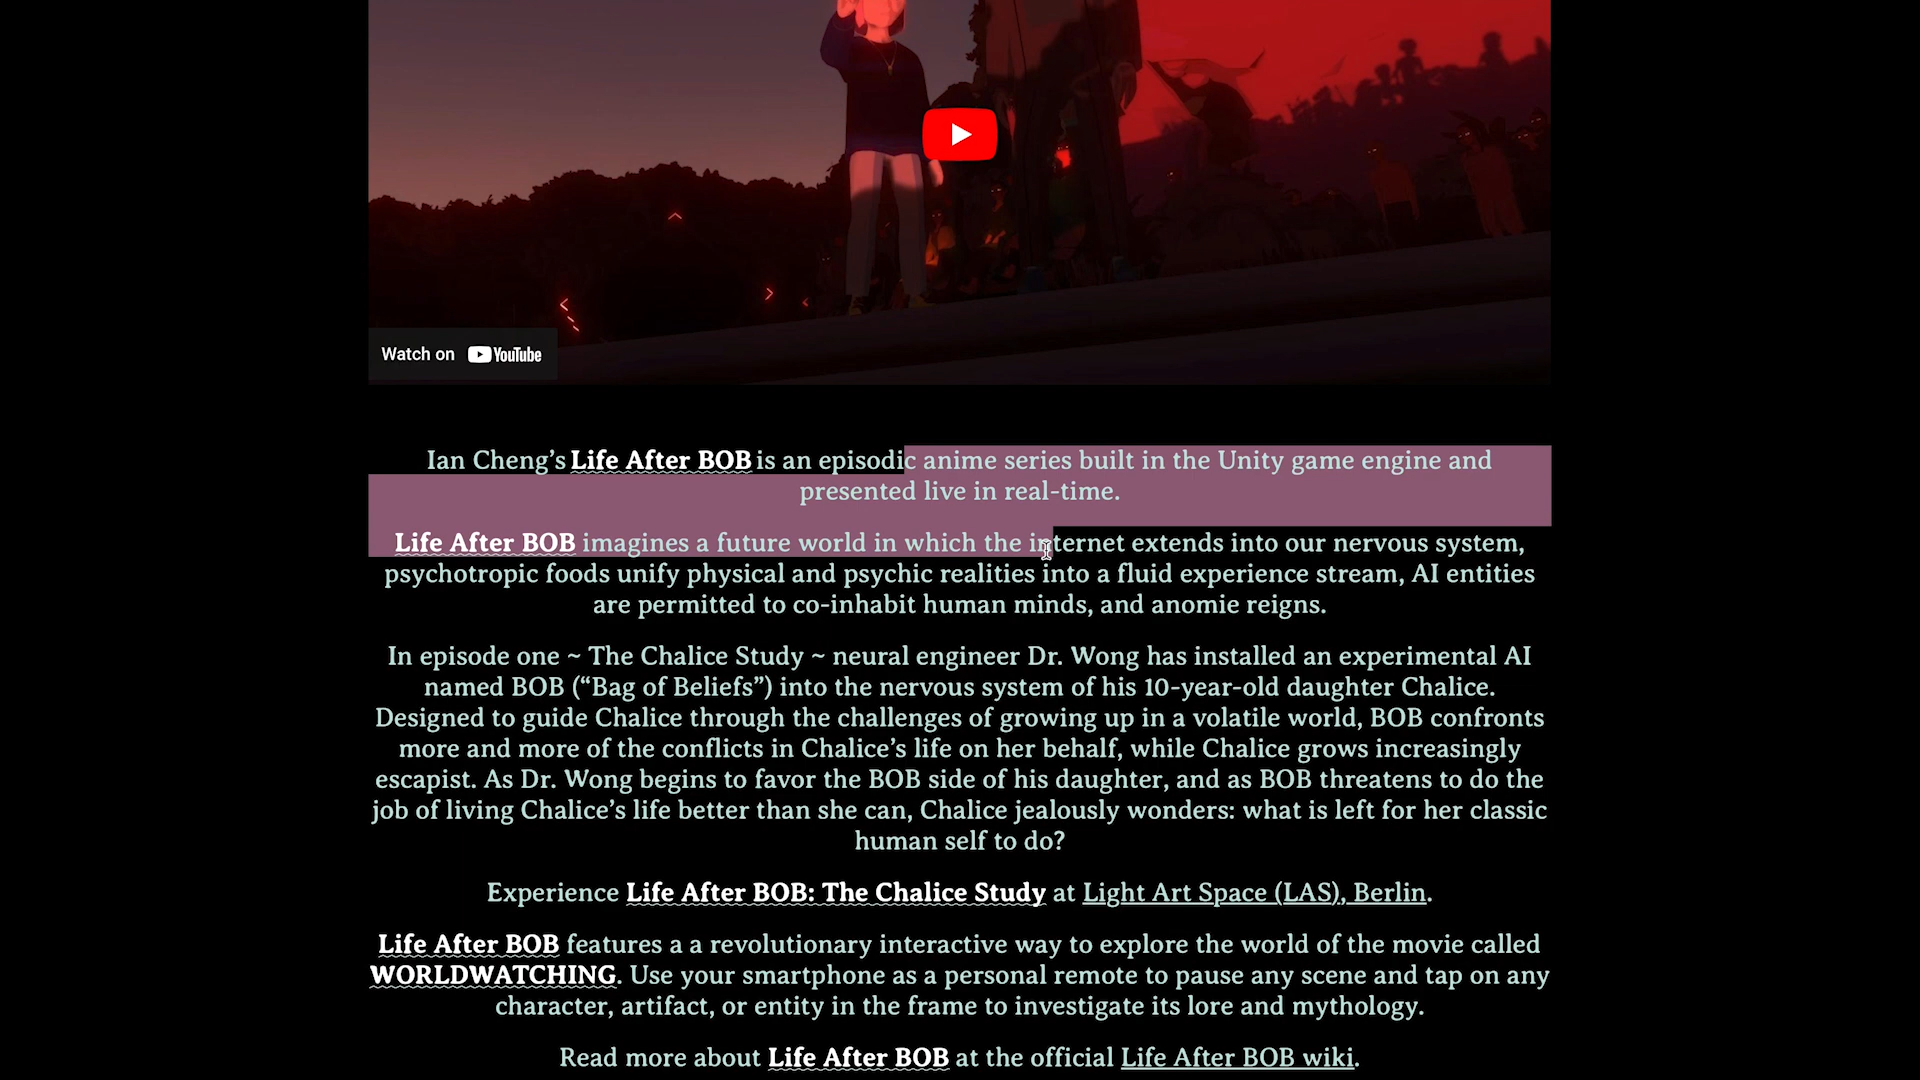 Watch on YouTube
Ian Cheng’s Life After BOB is an episodic anime series built in the Unity game engine and
presented live in real-time.
Life After BOB imagines a future world in which the internet extends into our nervous system,
psychotropic foods unify physical and psychic realities into a fluid experience stream, AI entities
are permitted to co-inhabit human minds, and anomie reigns.
In episode one ~ The Chalice Study ~ neural engineer Dr. Wong has installed an experimental AI
named BOB (“Bag of Beliefs”) into the nervous system of his 10-year-old daughter Chalice.
Designed to guide Chalice through the challenges of growing up in a volatile world, BOB confronts
more and more of the conflicts in Chalice’s life on her behalf, while Chalice grows increasingly
escapist. As Dr. Wong begins to favor the BOB side of his daughter, and as BOB threatens to do the
job of living Chalice’s life better than she can, Chalice jealously wonders: what is left for her classic
human self to do?
Experience Life After BOB: The Chalice Study at Light Art Space (LAS), Berlin.
Life After BOB features a a revolutionary interactive way to explore the world of the movie called
WORLDWATCHING. Use your smartphone as a personal remote to pause any scene and tap on any
character, artifact, or entity in the frame to investigate its lore and mythology.
Read more about Life After BOB at the official Life After BOB wiki.